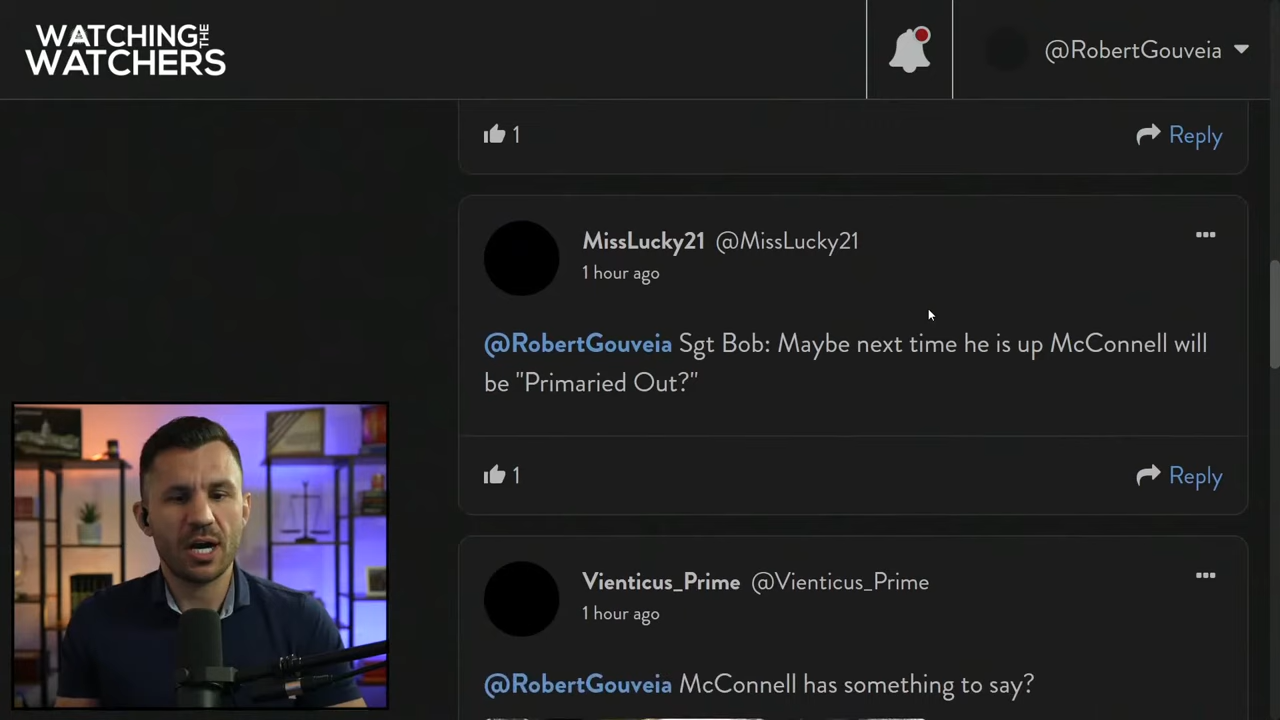 WATCHING THE
WATCHERS
@RobertGouveia
1
Reply
MissLucky21 @MissLucky21
1 hour ago
@RobertGouveia Sgt Bob: Maybe next time he is up McConnell will
be "Primaried Out?"
1
Reply
Vienticus_Prime @Vienticus_Prime
1 hour ago
@RobertGouveia McConnell has something to say?